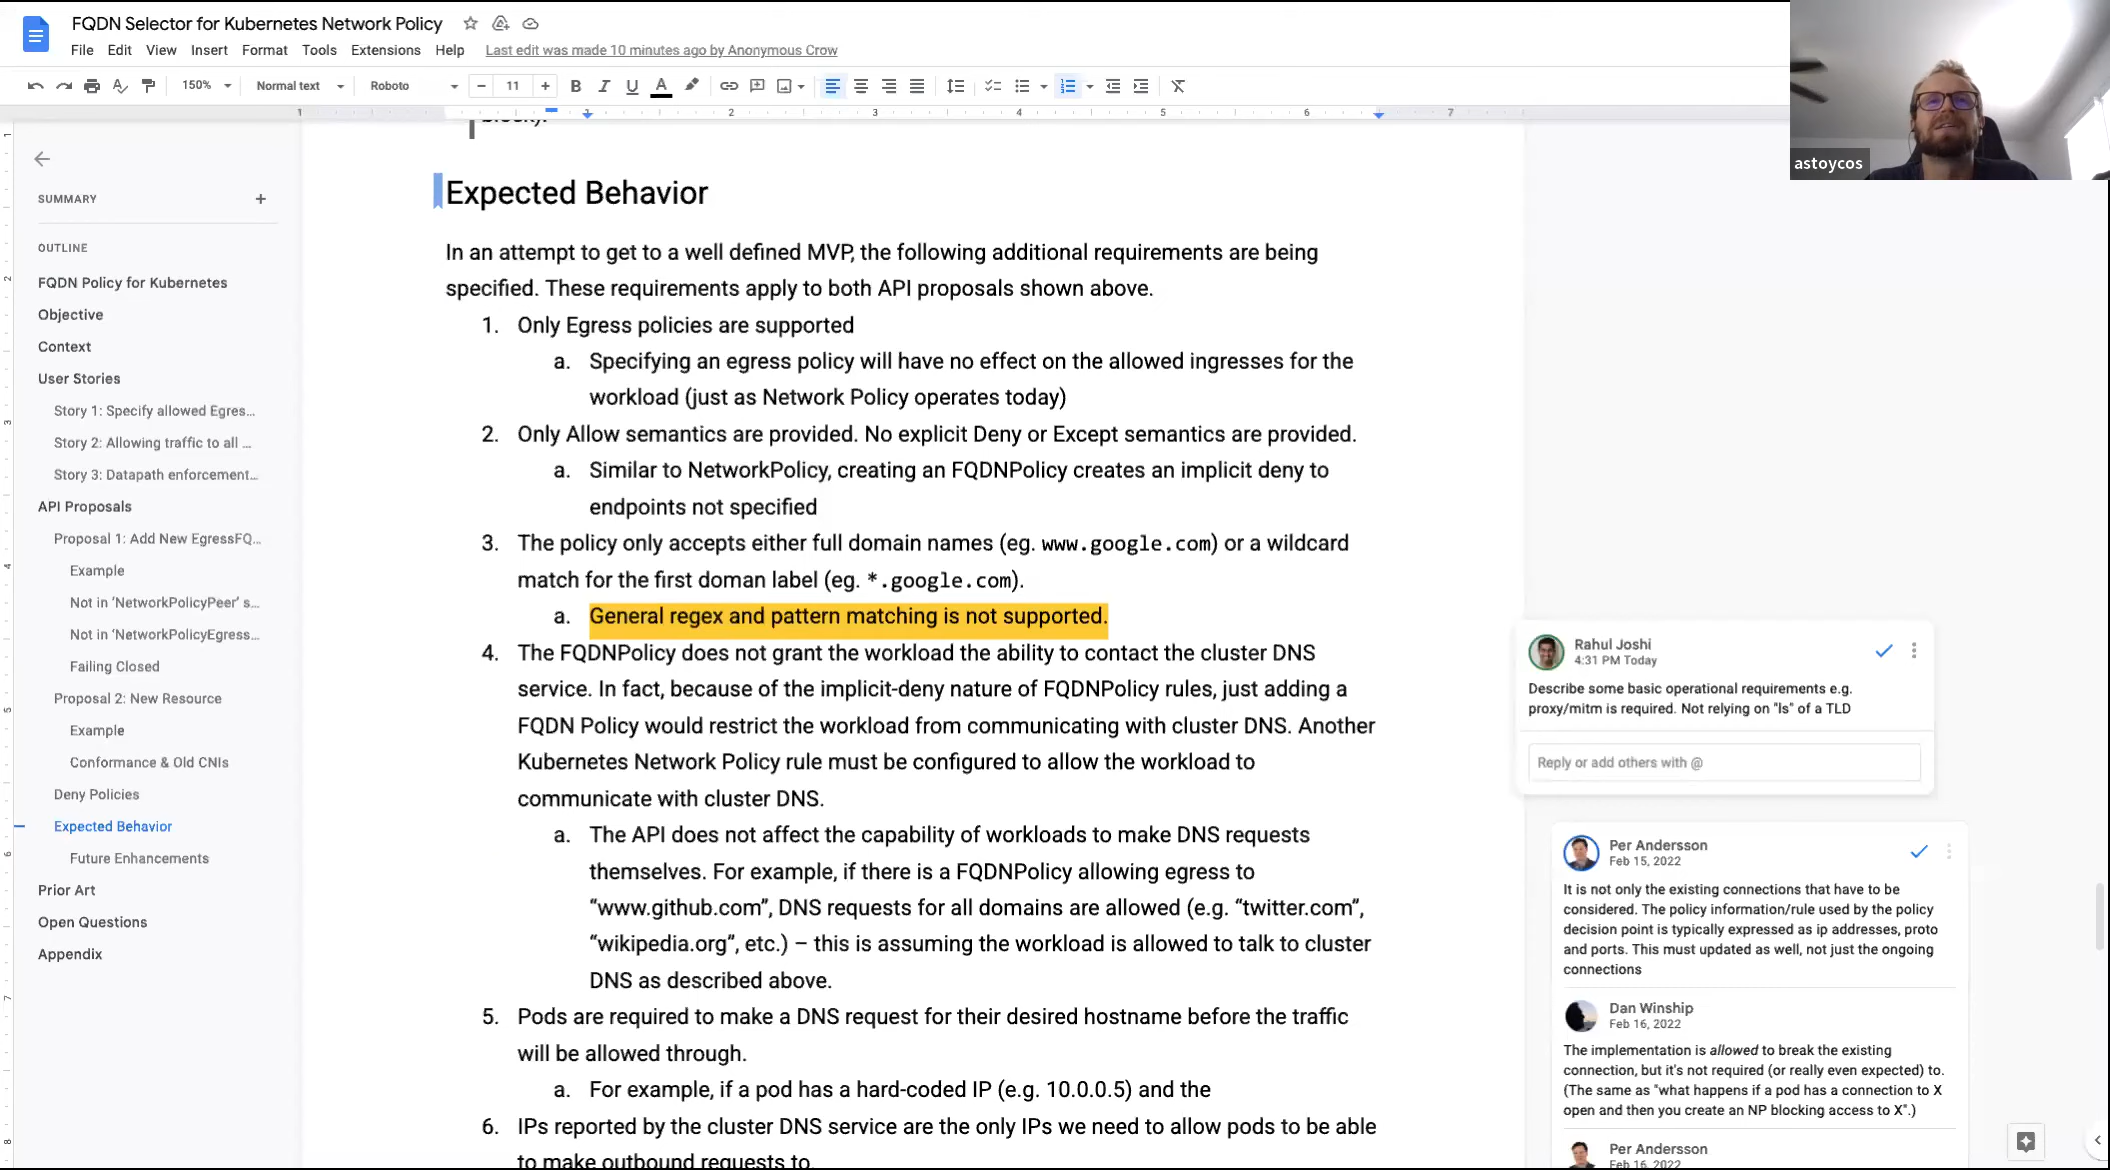 FQDN Selector for Kubernetes Network Policy
File Edit View Insert Format Tools Extensions Help Last edit was made 10 minutes ago by Anonymous Crow
150% Normal text Roboto − 11 + B I U A
1 1 2 3 4 5 6 7
astoycos
SUMMARY +
OUTLINE
FQDN Policy for Kubernetes
Objective
Context
User Stories
Story 1: Specify allowed Egres...
Story 2: Allowing traffic to all ...
Story 3: Datapath enforcement...
API Proposals
Proposal 1: Add New EgressFQ...
Example
Not in ‘NetworkPolicyPeer’ s...
Not in ‘NetworkPolicyEgress...
Failing Closed
Proposal 2: New Resource
Example
Conformance & Old CNIs
Deny Policies
Expected Behavior
Future Enhancements
Prior Art
Open Questions
Appendix
1
2
3
4
5
6
7
8
block).
Expected Behavior
In an attempt to get to a well defined MVP, the following additional requirements are being
specified. These requirements apply to both API proposals shown above.
1. Only Egress policies are supported
a. Specifying an egress policy will have no effect on the allowed ingresses for the
workload (just as Network Policy operates today)
2. Only Allow semantics are provided. No explicit Deny or Except semantics are provided.
a. Similar to NetworkPolicy, creating an FQDNPolicy creates an implicit deny to
endpoints not specified
3. The policy only accepts either full domain names (eg. www.google.com) or a wildcard
match for the first doman label (eg. *.google.com).
a. General regex and pattern matching is not supported.
4. The FQDNPolicy does not grant the workload the ability to contact the cluster DNS
service. In fact, because of the implicit-deny nature of FQDNPolicy rules, just adding a
FQDN Policy would restrict the workload from communicating with cluster DNS. Another
Kubernetes Network Policy rule must be configured to allow the workload to
communicate with cluster DNS.
a. The API does not affect the capability of workloads to make DNS requests
themselves. For example, if there is a FQDNPolicy allowing egress to
“www.github.com”, DNS requests for all domains are allowed (e.g. “twitter.com”,
“wikipedia.org”, etc.) – this is assuming the workload is allowed to talk to cluster
DNS as described above.
5. Pods are required to make a DNS request for their desired hostname before the traffic
will be allowed through.
a. For example, if a pod has a hard-coded IP (e.g. 10.0.0.5) and the
6. IPs reported by the cluster DNS service are the only IPs we need to allow pods to be able
to make outbound requests to.
Rahul Joshi
4:31 PM Today
Describe some basic operational requirements e.g.
proxy/mitm is required. Not relying on "ls" of a TLD
Reply or add others with @
Per Andersson
Feb 15, 2022
It is not only the existing connections that have to be
considered. The policy information/rule used by the policy
decision point is typically expressed as ip addresses, proto
and ports. This must updated as well, not just the ongoing
connections
Dan Winship
Feb 16, 2022
The implementation is allowed to break the existing
connection, but it's not required (or really even expected) to.
(The same as "what happens if a pod has a connection to X
open and then you create an NP blocking access to X".)
Per Andersson
Feb 16, 2022